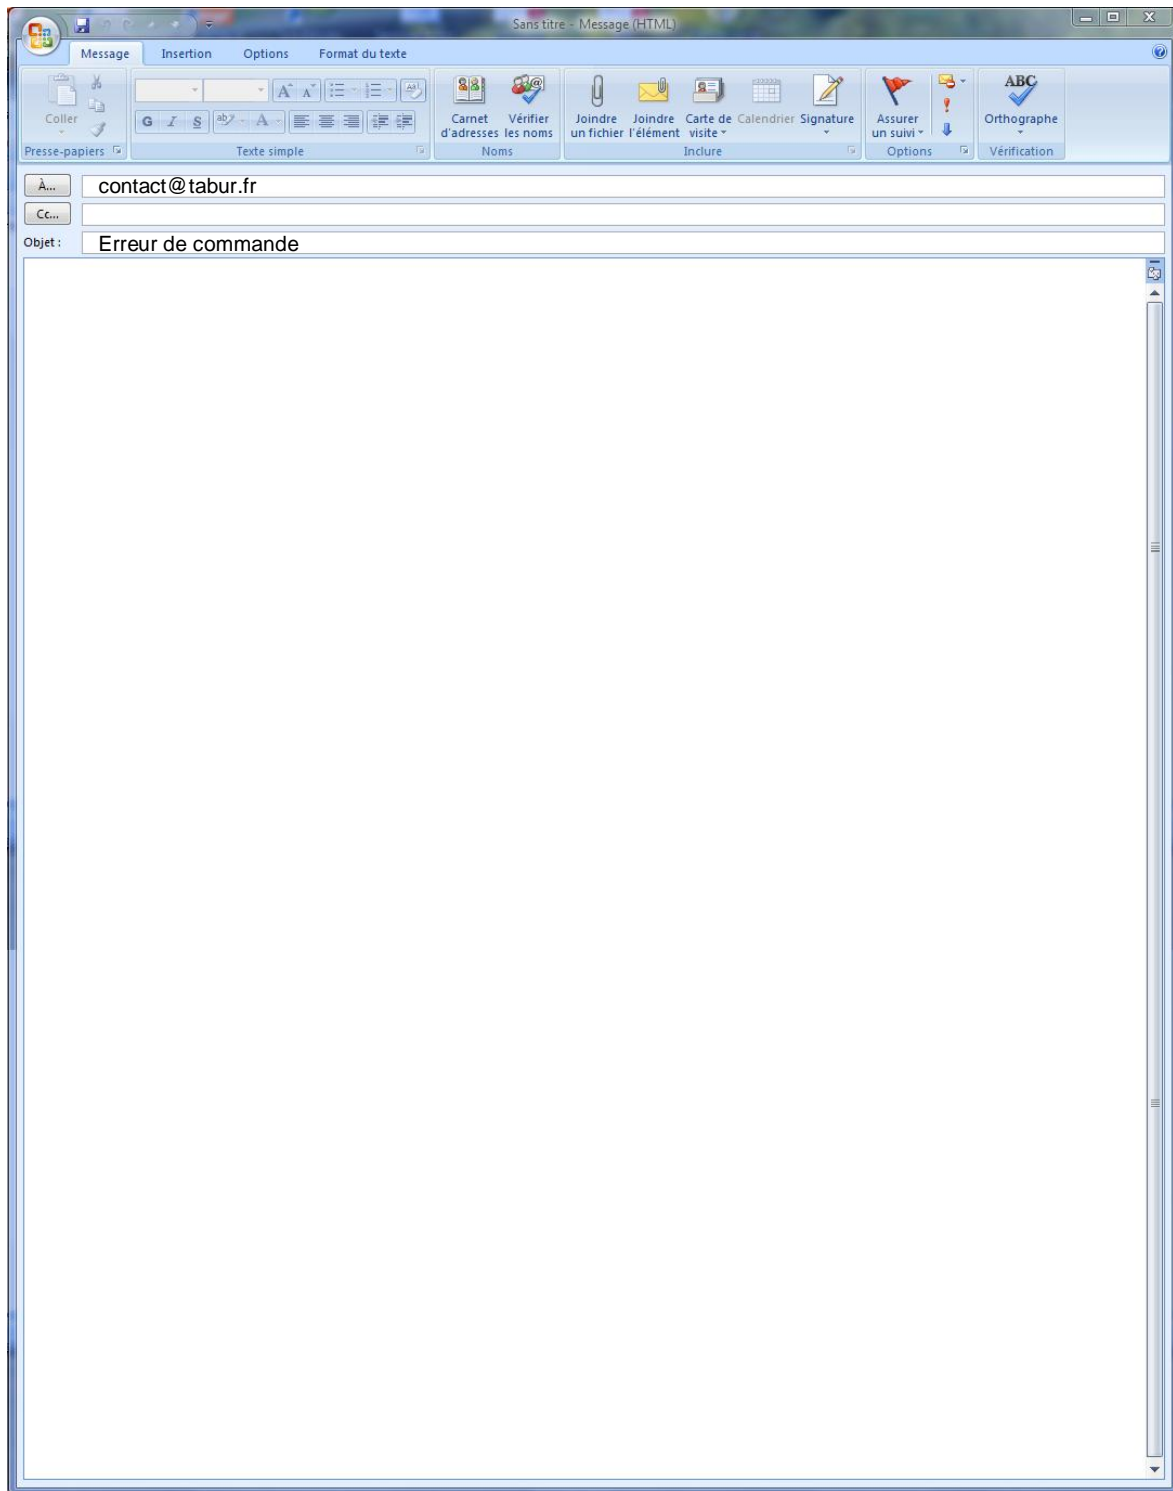 Sans titre - Message (HTML)
Message Insertion Options Format du texte
Coller
G I S ab A A A Aa
Carnet d'adresses
Vérifier les noms
Joindre un fichier
Joindre l'élément
Carte de visite
Calendrier
Signature
Assurer un suivi
ABC
Orthographe
Presse-papiers Texte simple Noms Inclure Options Vérification
À... contact@tabur.fr
Cc...
Objet : Erreur de commande